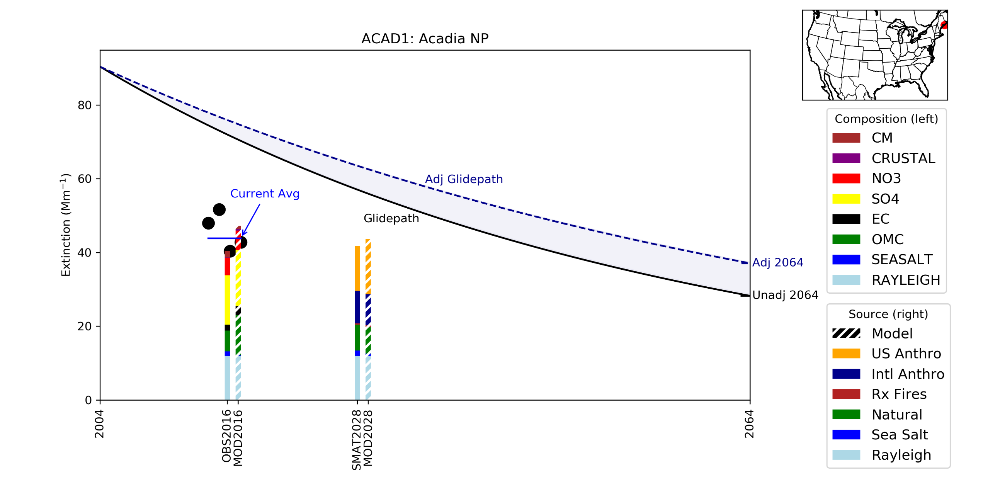 ACAD1: Acadia NP
Extinction (Mm⁻¹)
80
60
40
20
0
Adj Glidepath
Current Avg
Glidepath
Adj 2064
Unadj 2064
2004
OBS2016
MOD2016
SMAT2028
MOD2028
2064
Composition (left)
CM
CRUSTAL
NO3
SO4
EC
OMC
SEASALT
RAYLEIGH
Source (right)
Model
US Anthro
Intl Anthro
Rx Fires
Natural
Sea Salt
Rayleigh